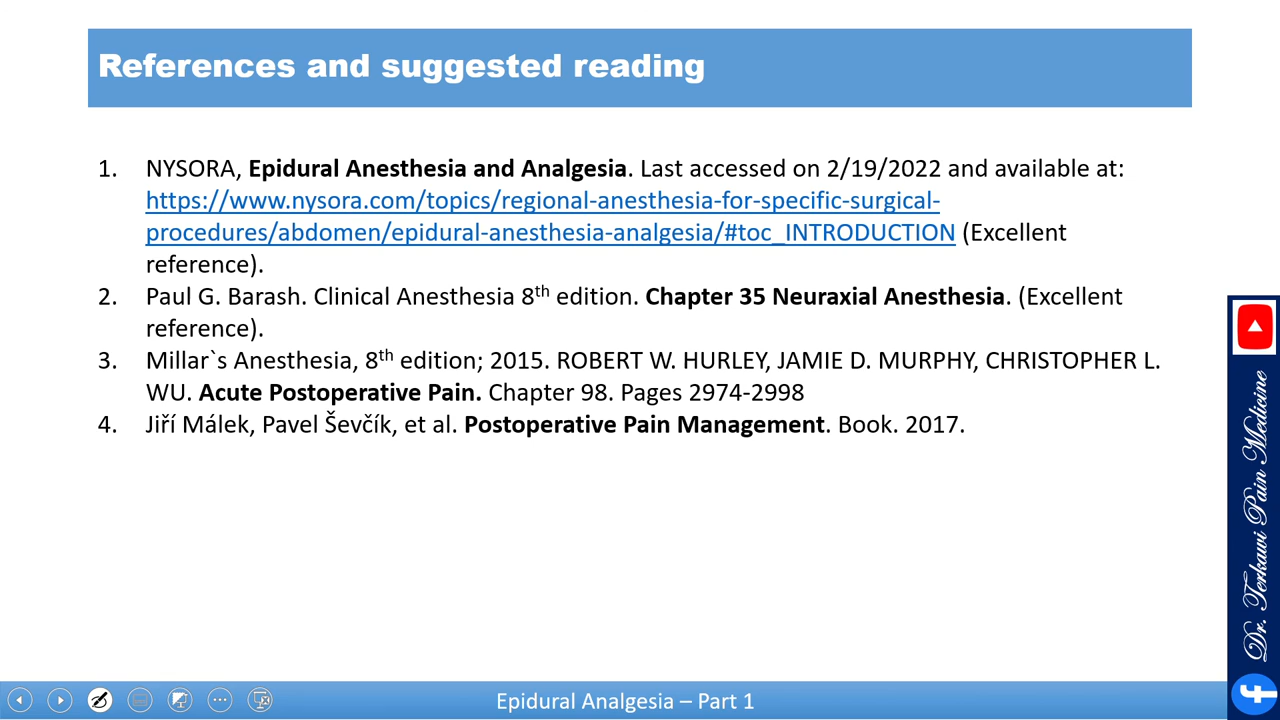 References and suggested reading
1. NYSORA, Epidural Anesthesia and Analgesia. Last accessed on 2/19/2022 and available at:
https://www.nysora.com/topics/regional-anesthesia-for-specific-surgical-
procedures/abdomen/epidural-anesthesia-analgesia/#toc_INTRODUCTION (Excellent
reference).
2. Paul G. Barash. Clinical Anesthesia 8th edition. Chapter 35 Neuraxial Anesthesia. (Excellent
reference).
3. Millar`s Anesthesia, 8th edition; 2015. ROBERT W. HURLEY, JAMIE D. MURPHY, CHRISTOPHER L.
WU. Acute Postoperative Pain. Chapter 98. Pages 2974-2998
4. Jiří Málek, Pavel Ševčík, et al. Postoperative Pain Management. Book. 2017.
Dr. Terkawi Pain Medicine
Epidural Analgesia – Part 1